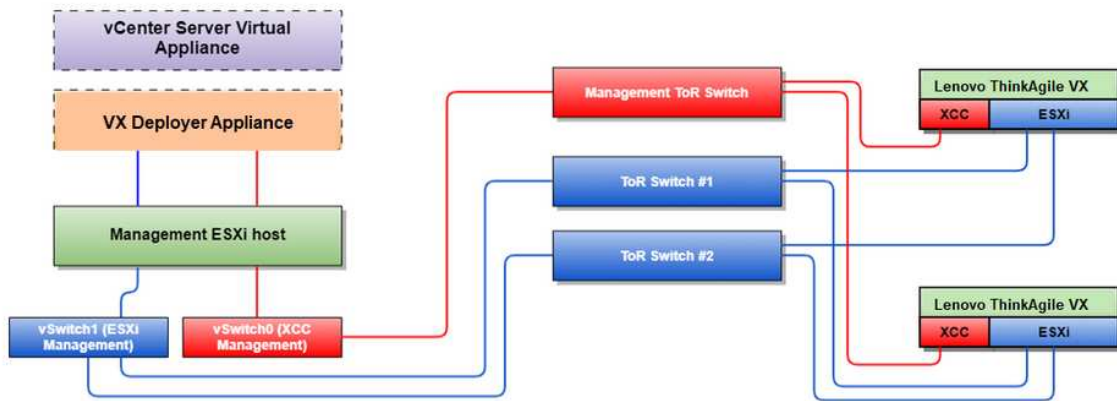 vCenter Server Virtual
Appliance
VX Deployer Appliance
Management ESXi host
vSwitch1 (ESXi
Management)
vSwitch0 (XCC
Management)
Management ToR Switch
ToR Switch #1
ToR Switch #2
Lenovo ThinkAgile VX
XCC
ESXi
Lenovo ThinkAgile VX
XCC
ESXi